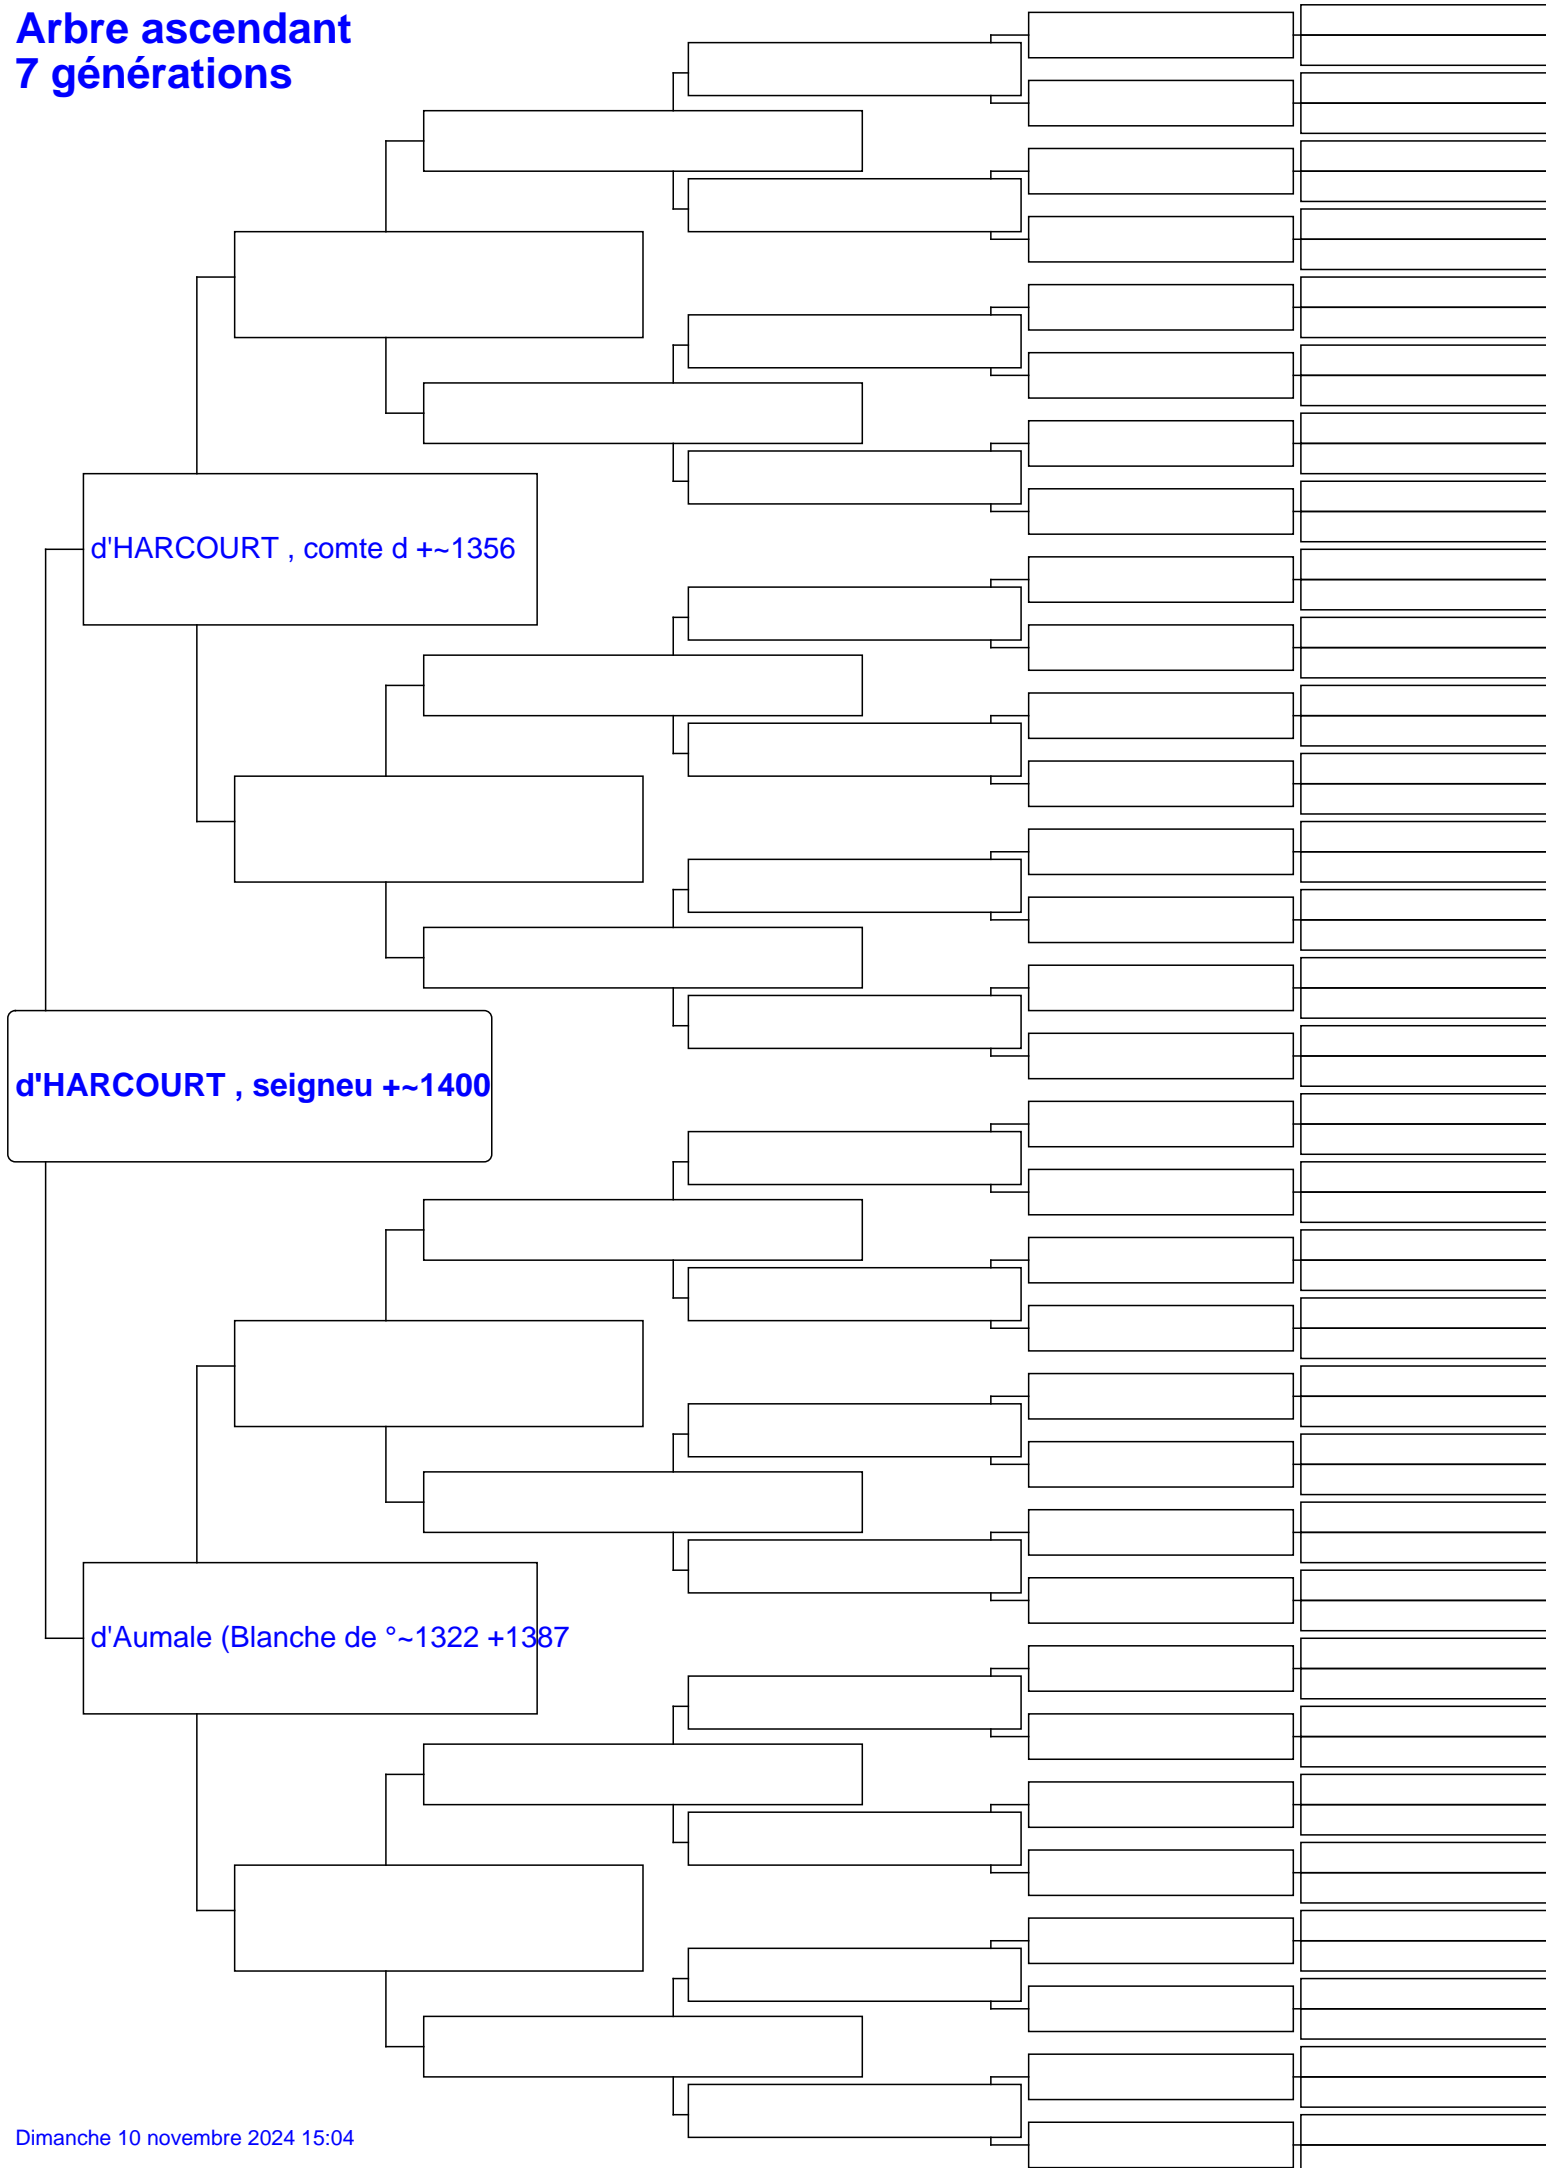 Arbre ascendant
7 générations
d'HARCOURT , comte d +~1356
d'HARCOURT , seigneu +~1400
d'Aumale (Blanche de °~1322 +1387
Dimanche 10 novembre 2024 15:04